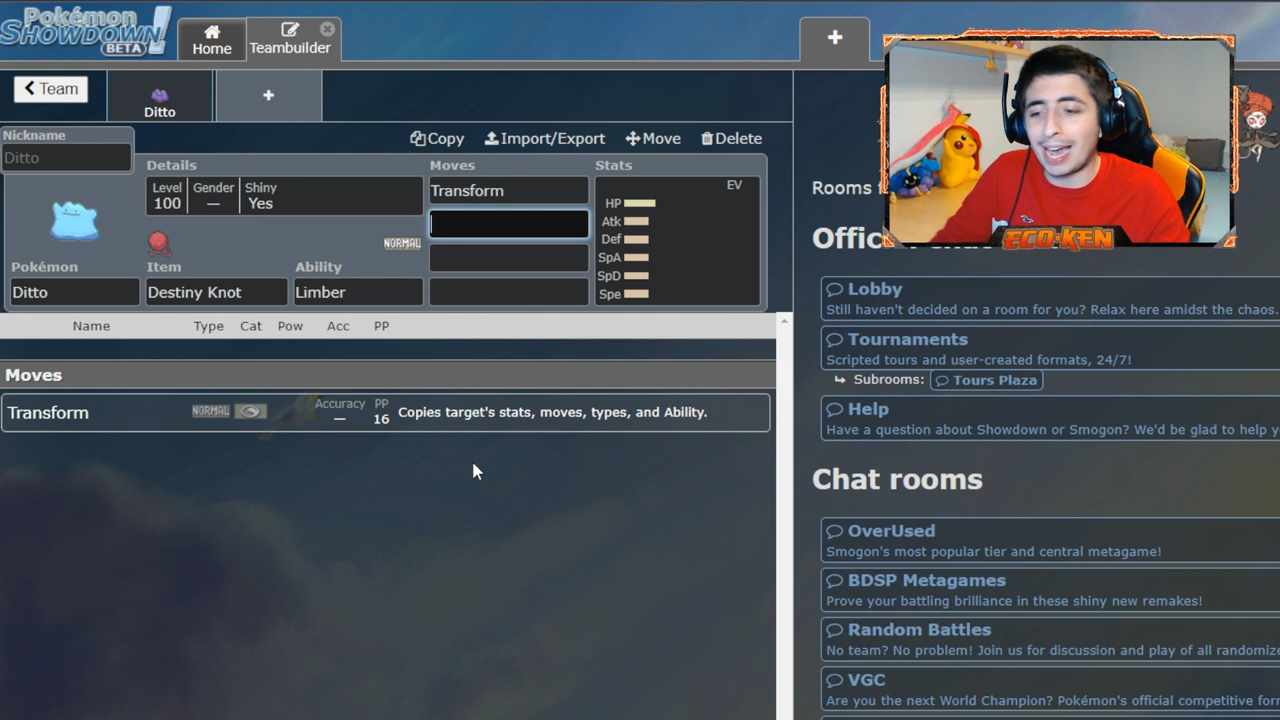 Pokémon
SHOWDOWN!
BETA
Home
Teambuilder
+
Team
Ditto
+
Nickname
Ditto
Copy
Import/Export
Move
Delete
Details
Moves
Stats
Level
Gender
Shiny
100
—
Yes
Transform
EV
HP
Atk
Def
SpA
SpD
Spe
NORMAL
Pokémon
Item
Ability
Ditto
Destiny Knot
Limber
Name
Type
Cat
Pow
Acc
PP
Moves
Transform
NORMAL
Accuracy
—
PP
16
Copies target's stats, moves, types, and Ability.
ECO-KEN
Rooms
Lobby
Still haven't decided on a room for you? Relax here amidst the chaos.
Tournaments
Scripted tours and user-created formats, 24/7!
Subrooms:
Tours Plaza
Help
Have a question about Showdown or Smogon? We'd be glad to help
Chat rooms
OverUsed
Smogon's most popular tier and central metagame!
BDSP Metagames
Prove your battling brilliance in these shiny new remakes!
Random Battles
No team? No problem! Join us for discussion and play of all
VGC
Are you the next World Champion? Pokémon's official competitive